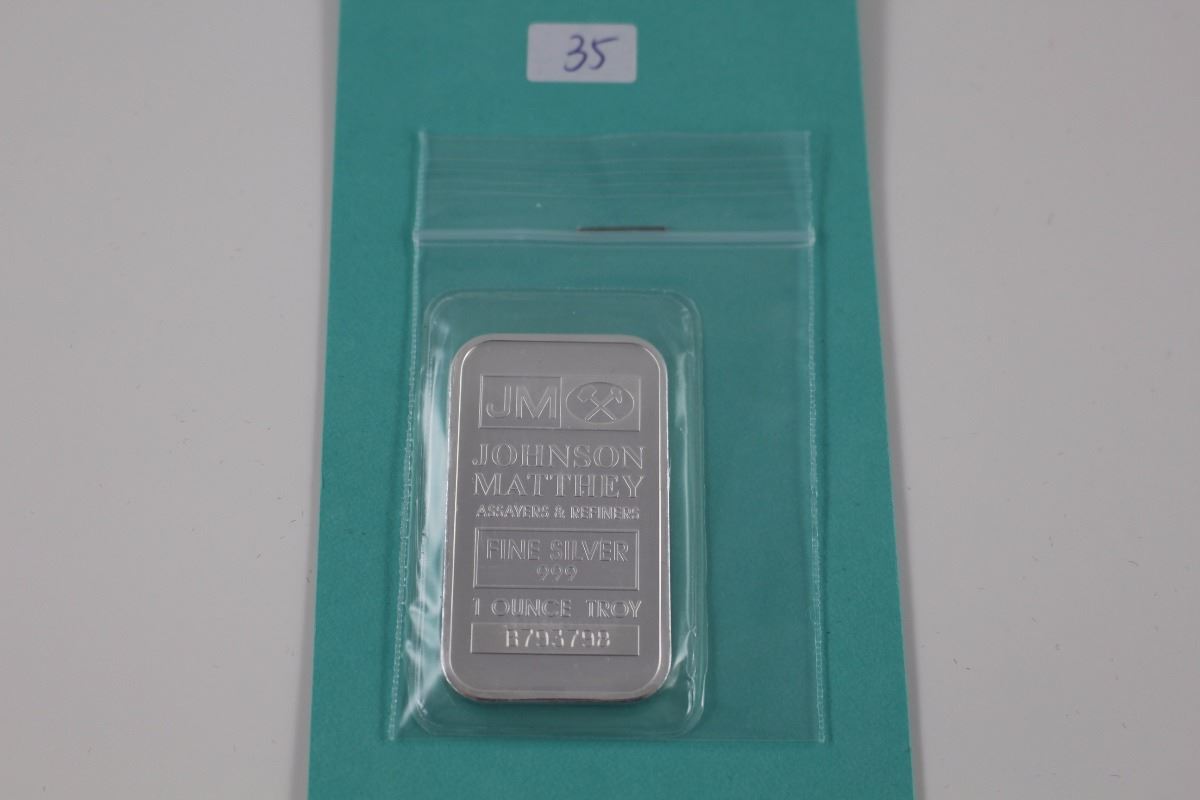 35
JM
JOHNSON
MATTHEY
ASSAYERS & REFINERS
FINE SILVER
999
1 OUNCE TROY
B793798